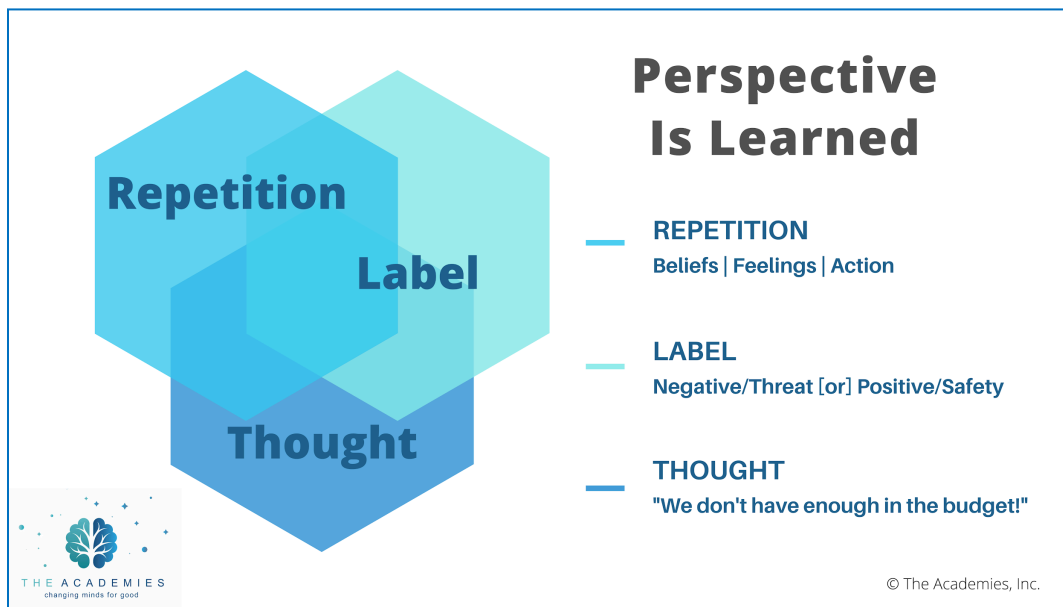 Perspective
Is Learned
Repetition
Label
Thought
REPETITION
Beliefs | Feelings | Action
LABEL
Negative/Threat [or] Positive/Safety
THOUGHT
"We don't have enough in the budget!"
THE ACADEMIES
changing minds for good
© The Academies, Inc.